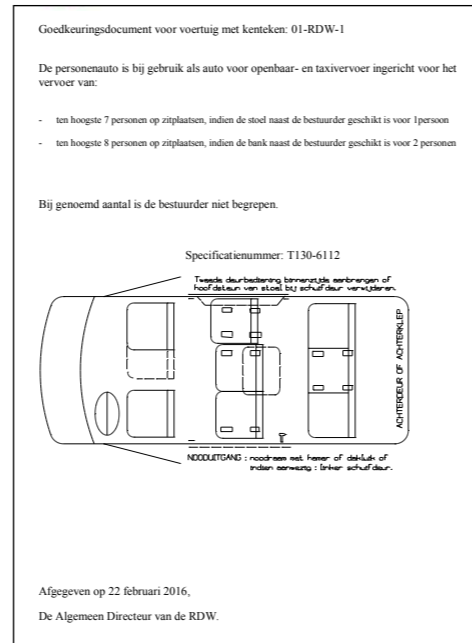 Goedkeuringsdocument voor voertuig met kenteken: 01-RDW-1
De personenauto is bij gebruik als auto voor openbaar- en taxivervoer ingericht voor het
vervoer van:
- ten hoogste 7 personen op zitplaatsen, indien de stoel naast de bestuurder geschikt is voor 1persoon
- ten hoogste 8 personen op zitplaatsen, indien de bank naast de bestuurder geschikt is voor 2 personen
Bij genoemd aantal is de bestuurder niet begrepen.
Specificatienummer: T130-6112
Tweede deurbediening binnenzijde aanbrengen of
hoofdsteun van stoel bij schuifdeur verwijderen.
ACHTERDEUR OF ACHTERKLEP
NOODUITGANG : noodraam met hamer of dakluik of
indien aanwezig : linker schuifdeur.
Afgegeven op 22 februari 2016,
De Algemeen Directeur van de RDW.